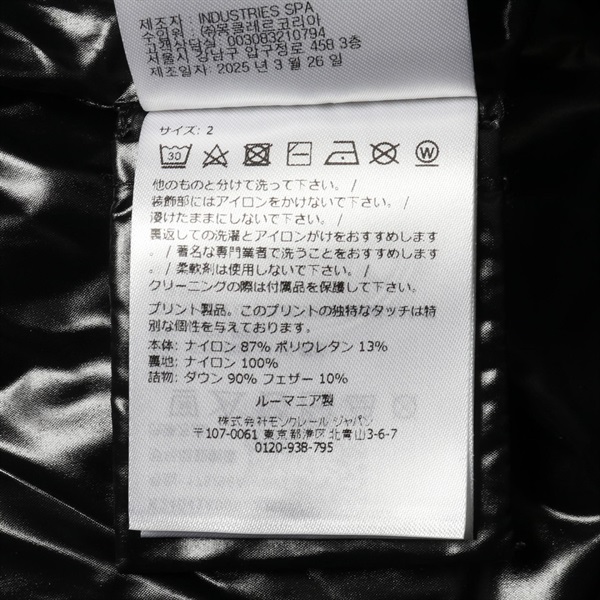 제조자 : INDUSTRIES SPA
수입원 : ㈜몽클레르코리아
고객상담실 : 003083210794
서울시 강남구 압구정로 458 3층
제조일자 : 2025 년 3 월 26 일
サイズ: 2
30
W
他のものと分けて洗って下さい。 /
装飾部にはアイロンをかけないで下さい。 /
浸けたままにしないで下さい。 /
裏返しての洗濯とアイロンがけをおすすめします
。 / 著名な専門業者で洗うことをおすすめします
。 / 柔軟剤は使用しないで下さい。 /
クリーニングの際は付属品を保護して下さい。
プリント製品。このプリントの独特なタッチは特
別な個性を与えております。
本体: ナイロン 87% ポリウレタン 13%
裏地: ナイロン 100%
詰物: ダウン 90% フェザー 10%
ルーマニア製
株式会社モンクレール ジャパン
〒107-0061 東京都港区北青山3-6-7
0120-938-795